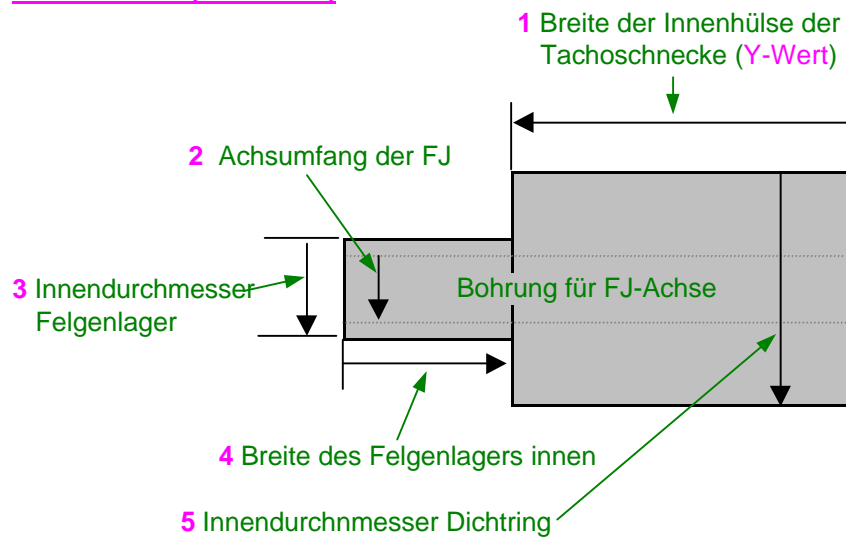 1 Breite der Innenhülse der
Tachoschnecke (Y-Wert)
2 Achsumfang der FJ
3 Innendurchmesser
Felgenlager
Bohrung für FJ-Achse
4 Breite des Felgenlagers innen
5 Innendurchnmesser Dichtring